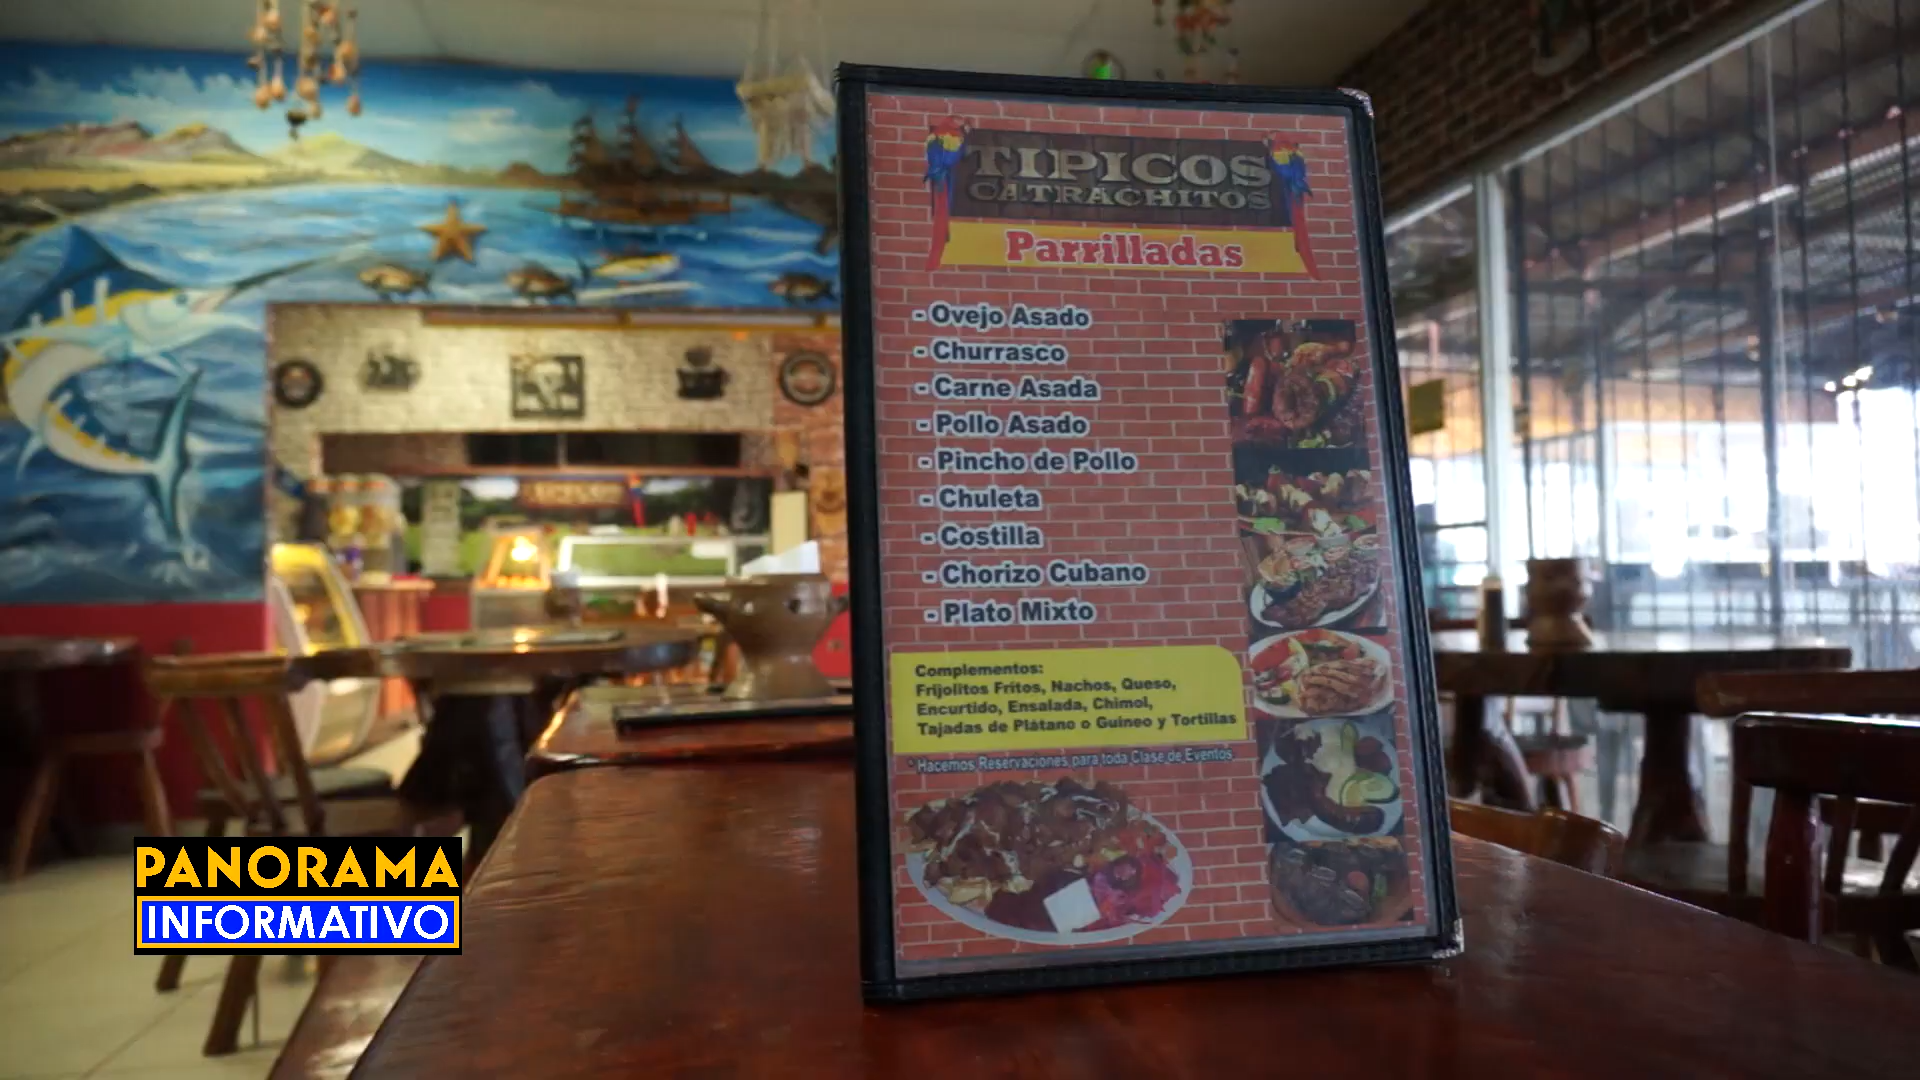 TIPICOS
CATRACHITOS
Parrilladas
- Ovejo Asado
- Churrasco
- Carne Asada
- Pollo Asado
- Pincho de Pollo
- Chuleta
- Costilla
- Chorizo Cubano
- Plato Mixto
Complementos:
Frijolitos Fritos, Nachos, Queso,
Encurtido, Ensalada, Chimol,
Tajadas de Plátano o Guineo y Tortillas
* Hacemos Reservaciones para toda Clase de Eventos
PANORAMA
INFORMATIVO